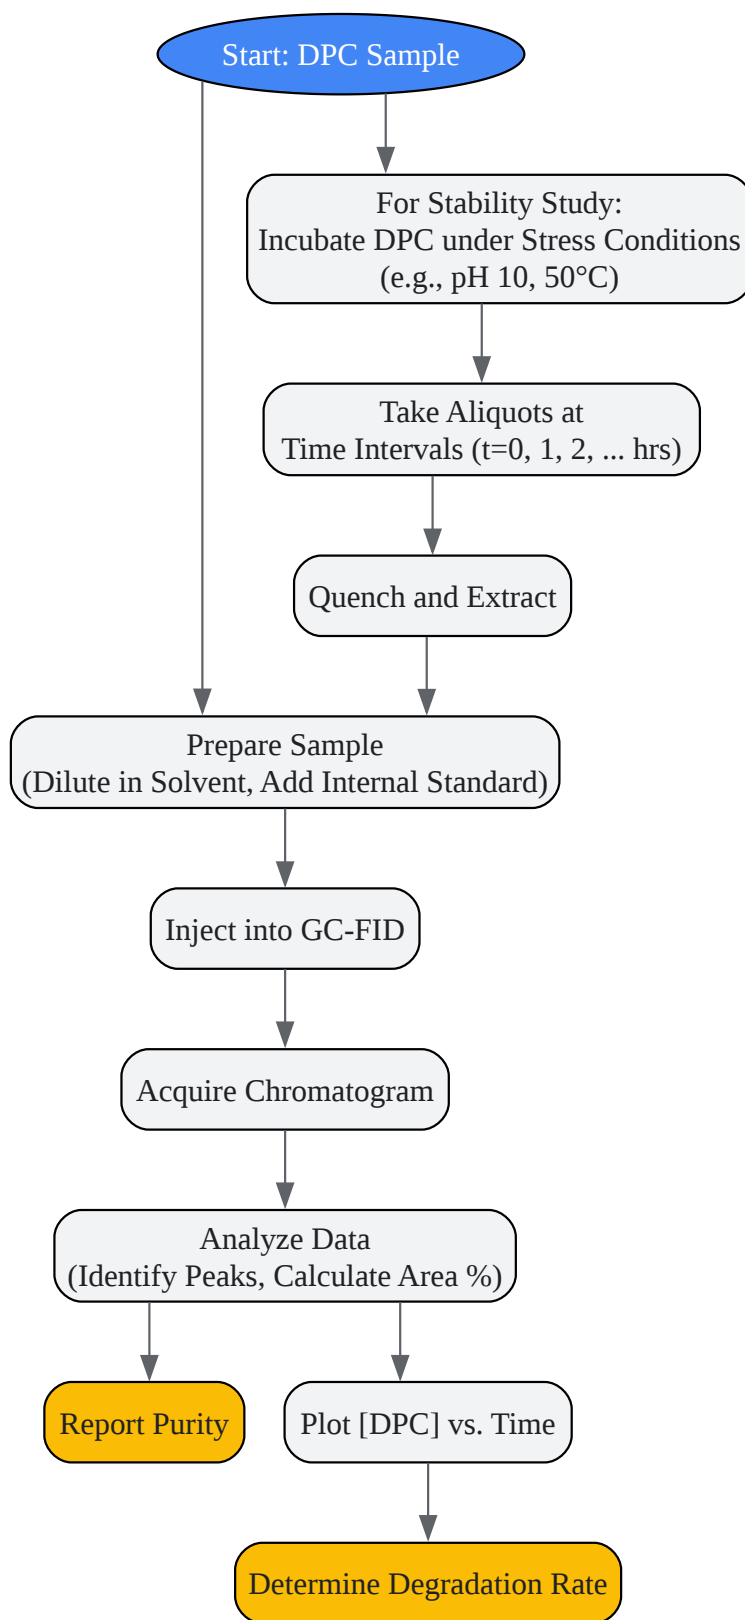 Start: DPC Sample
For Stability Study:
Incubate DPC under Stress Conditions
(e.g., pH 10, 50°C)
Take Aliquots at
Time Intervals (t=0, 1, 2, ... hrs)
Quench and Extract
Prepare Sample
(Dilute in Solvent, Add Internal Standard)
Inject into GC-FID
Acquire Chromatogram
Analyze Data
(Identify Peaks, Calculate Area %)
Report Purity
Plot [DPC] vs. Time
Determine Degradation Rate